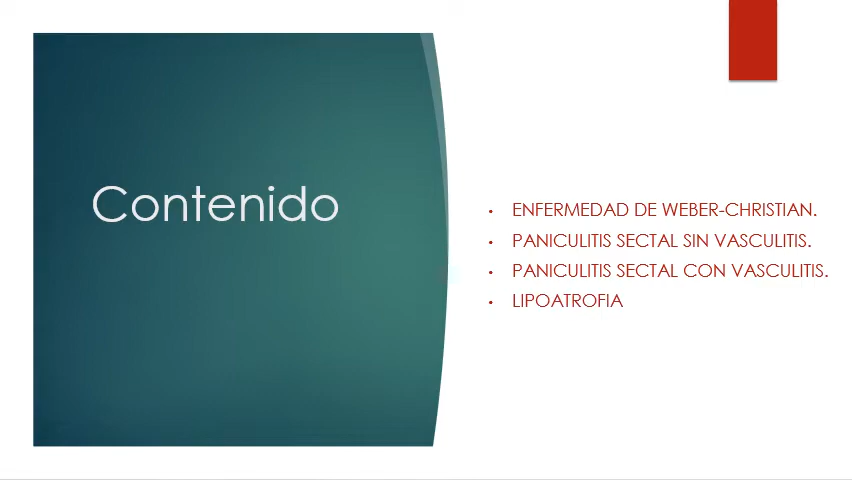 Contenido
• ENFERMEDAD DE WEBER-CHRISTIAN.
• PANICULITIS SECTAL SIN VASCULITIS.
• PANICULITIS SECTAL CON VASCULITIS.
• LIPOATROFIA